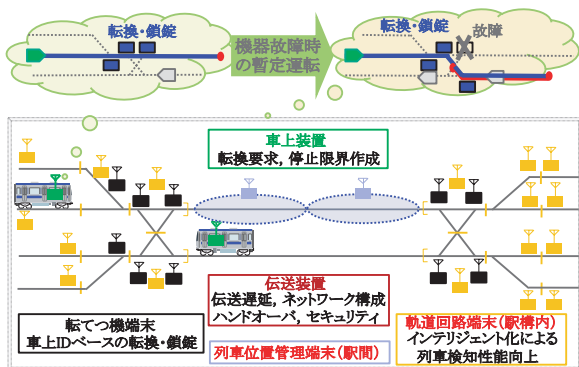 転換・鎖錠
機器故障時
の暫定運転
転換・鎖錠
故障
車上装置
転換要求, 停止限界作成
伝送装置
伝送遅延, ネットワーク構成
ハンドオーバ, セキュリティ
転てつ機端末
車上IDベースの転換・鎖錠
列車位置管理端末(駅間)
軌道回路端末(駅構内)
インテリジェント化による
列車検知性能向上